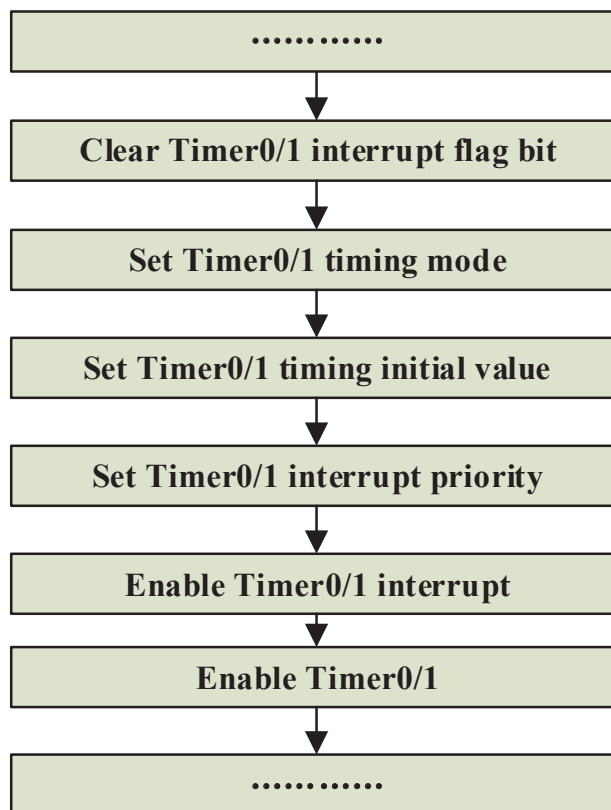 …………
Clear Timer0/1 interrupt flag bit
Set Timer0/1 timing mode
Set Timer0/1 timing initial value
Set Timer0/1 interrupt priority
Enable Timer0/1 interrupt
Enable Timer0/1
…………